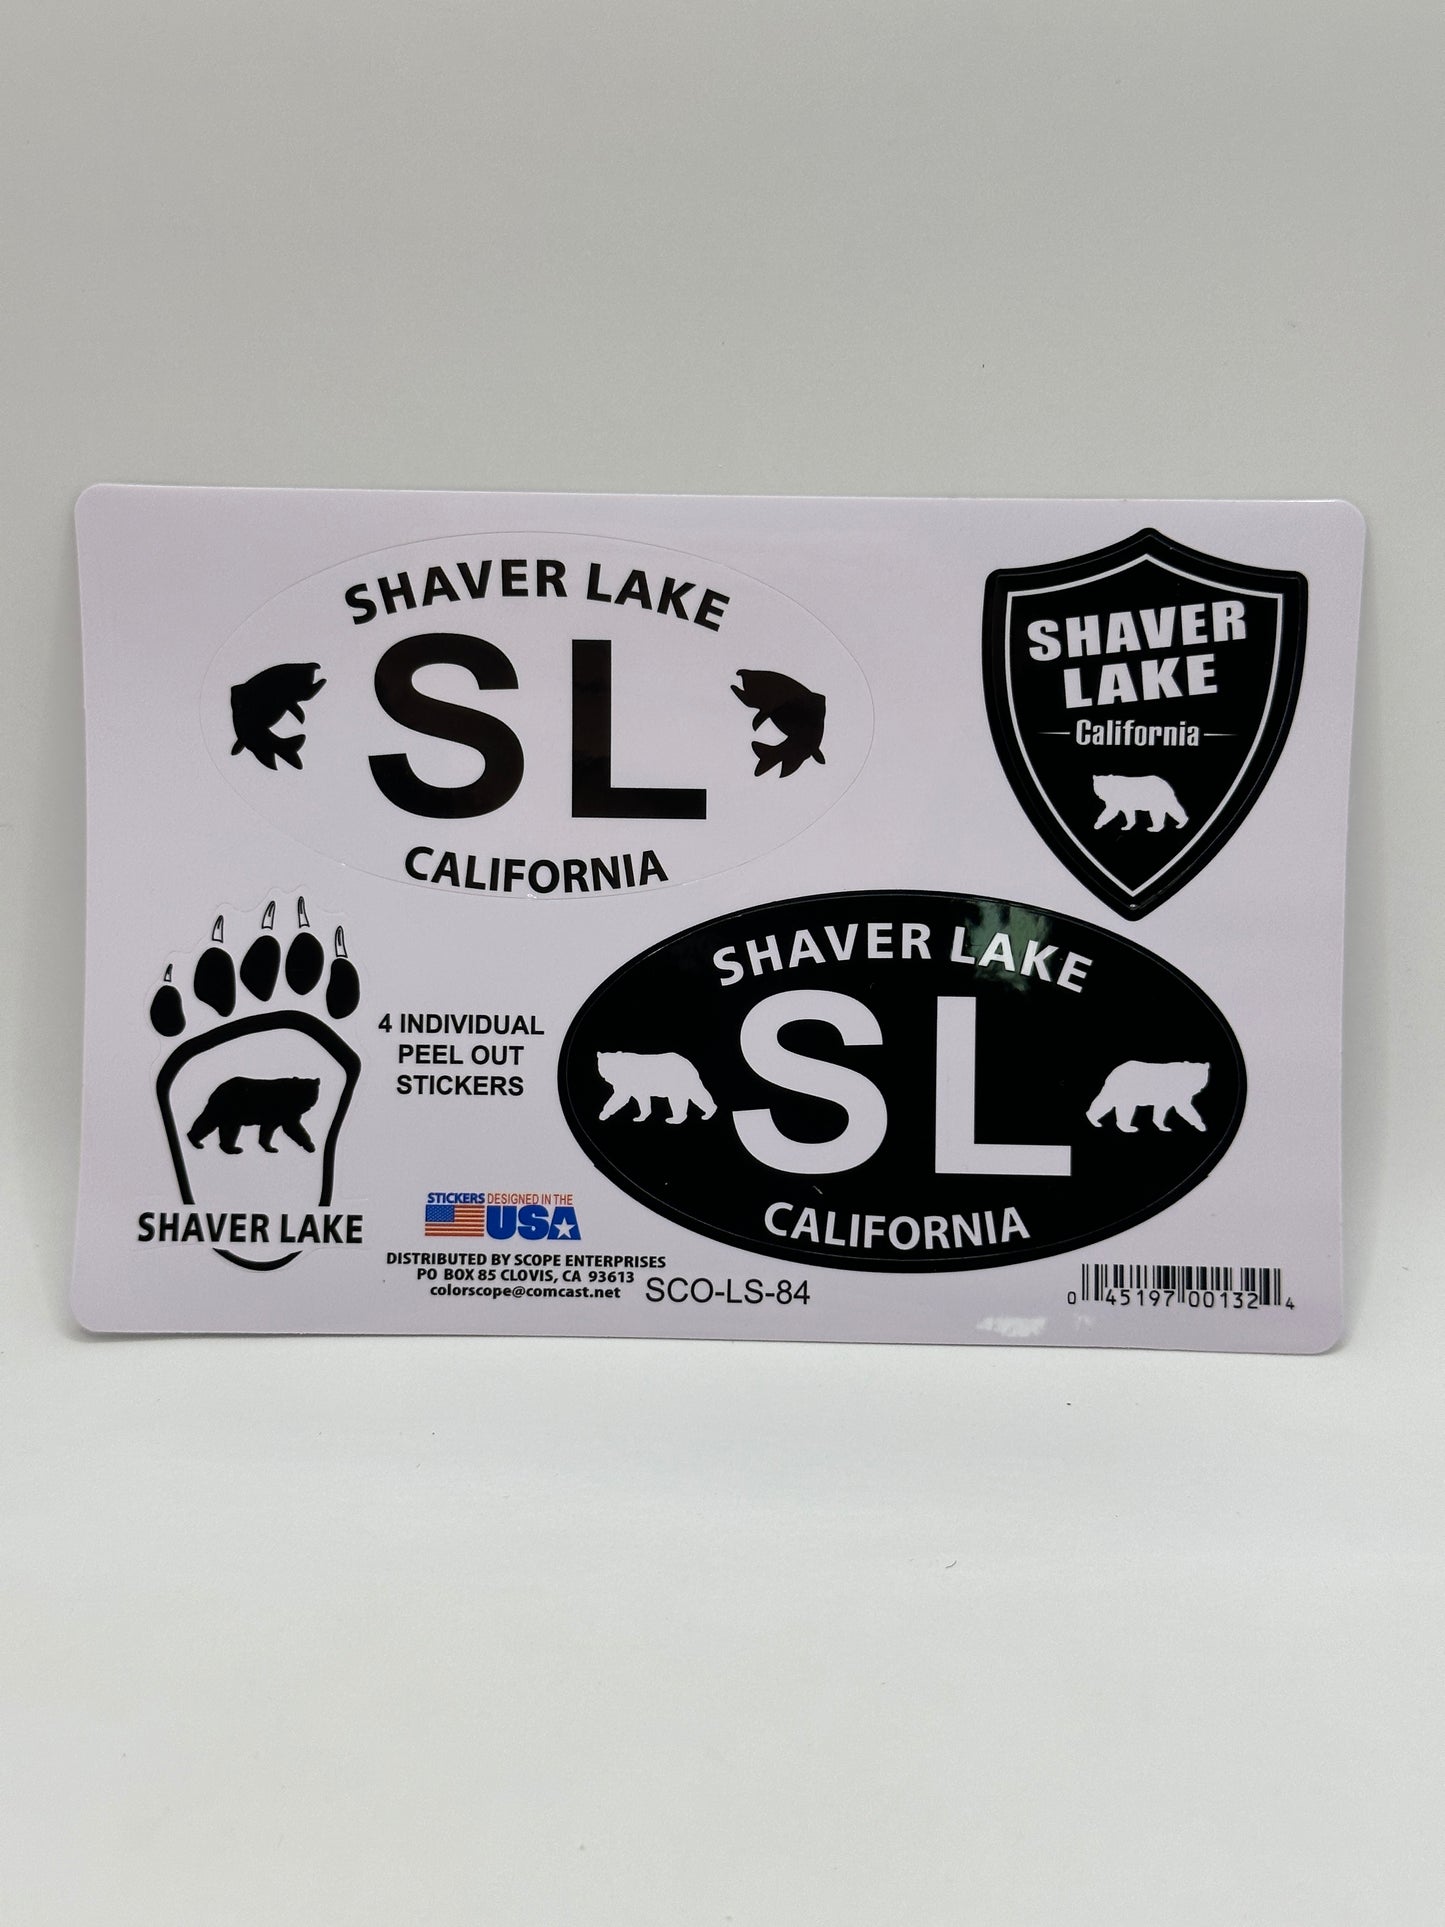 SHAVER LAKE
SL
CALIFORNIA
SHAVER
LAKE
California
SHAVER LAKE
4 INDIVIDUAL
PEEL OUT
STICKERS
SHAVER LAKE
SL
CALIFORNIA
STICKERS DESIGNED IN THE
USA
DISTRIBUTED BY SCOPE ENTERPRISES
PO BOX 85 CLOVIS, CA 93613
colorscope@comcast.net
SCO-LS-84
0 45197 00132 4